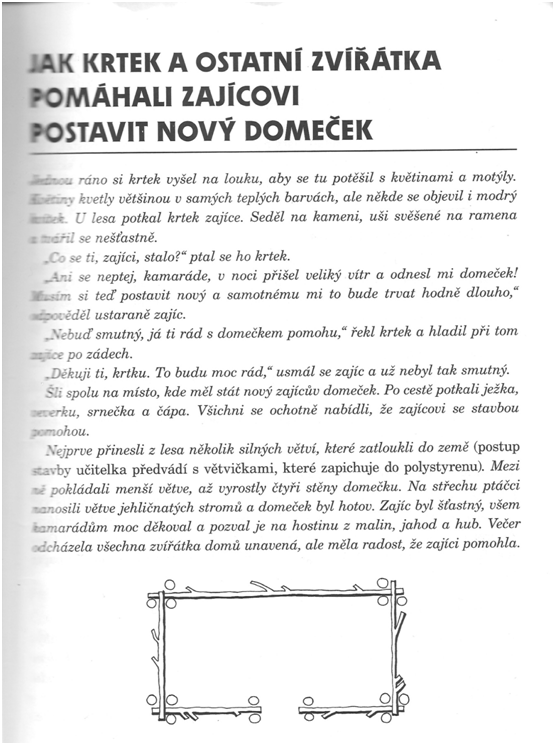 JAK KRTEK A OSTATNÍ ZVÍŘÁTKA
POMÁHALI ZAJÍCOVI
POSTAVIT NOVÝ DOMEČEK
Jednou ráno si krtek vyšel na louku, aby se tu potěšil s květinami a motýly.
Květiny kvetly většinou v samých teplých barvách, ale někde se objevil i modrý
kvítek. U lesa potkal krtek zajíce. Seděl na kameni, uši svěšené na ramena
a tvářil se nešťastně.
„Co se ti, zajíci, stalo?“ ptal se ho krtek.
„Ani se neptej, kamaráde, v noci přišel veliký vítr a odnesl mi domeček!
Musím si teď postavit nový a samotnému mi to bude trvat hodně dlouho,“
odpověděl ustaraně zajíc.
„Nebuď smutný, já ti rád s domečkem pomohu,“ řekl krtek a hladil při tom
zajíce po zádech.
„Děkuji ti, krtku. To budu moc rád,“ usmál se zajíc a už nebyl tak smutný.
Šli spolu na místo, kde měl stát nový zajícův domeček. Po cestě potkali ježka,
veverku, srnečka a čápa. Všichni se ochotně nabídli, že zajícovi se stavbou
pomohou.
Nejprve přinesli z lesa několik silných větví, které zatloukli do země (postup
stavby učitelka předvádí s větvičkami, které zapichuje do polystyrenu). Mezi
ně pokládali menší větve, až vyrostly čtyři stěny domečku. Na střechu ptáčci
nanosili větve jehličnatých stromů a domeček byl hotov. Zajíc byl šťastný, všem
kamarádům moc děkoval a pozval je na hostinu z malin, jahod a hub. Večer
odcházela všechna zvířátka domů unavená, ale měla radost, že zajíci pomohla.